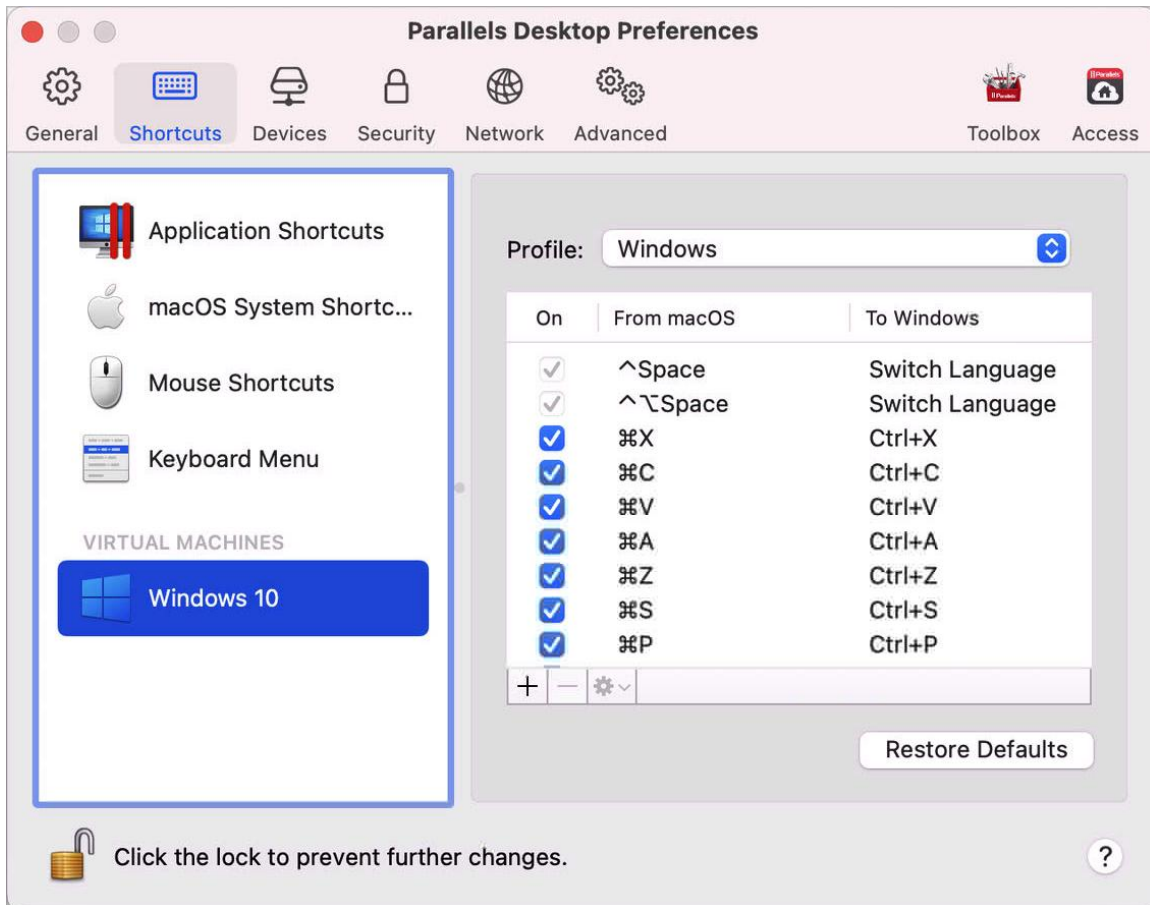 Parallels Desktop Preferences
General Shortcuts Devices Security Network Advanced Toolbox Access
Application Shortcuts
macOS System Shortc...
Mouse Shortcuts
Keyboard Menu
VIRTUAL MACHINES
Windows 10
Profile: Windows
On From macOS To Windows
^Space Switch Language
^⌥Space Switch Language
⌘X Ctrl+X
⌘C Ctrl+C
⌘V Ctrl+V
⌘A Ctrl+A
⌘Z Ctrl+Z
⌘S Ctrl+S
⌘P Ctrl+P
Restore Defaults
Click the lock to prevent further changes.
?